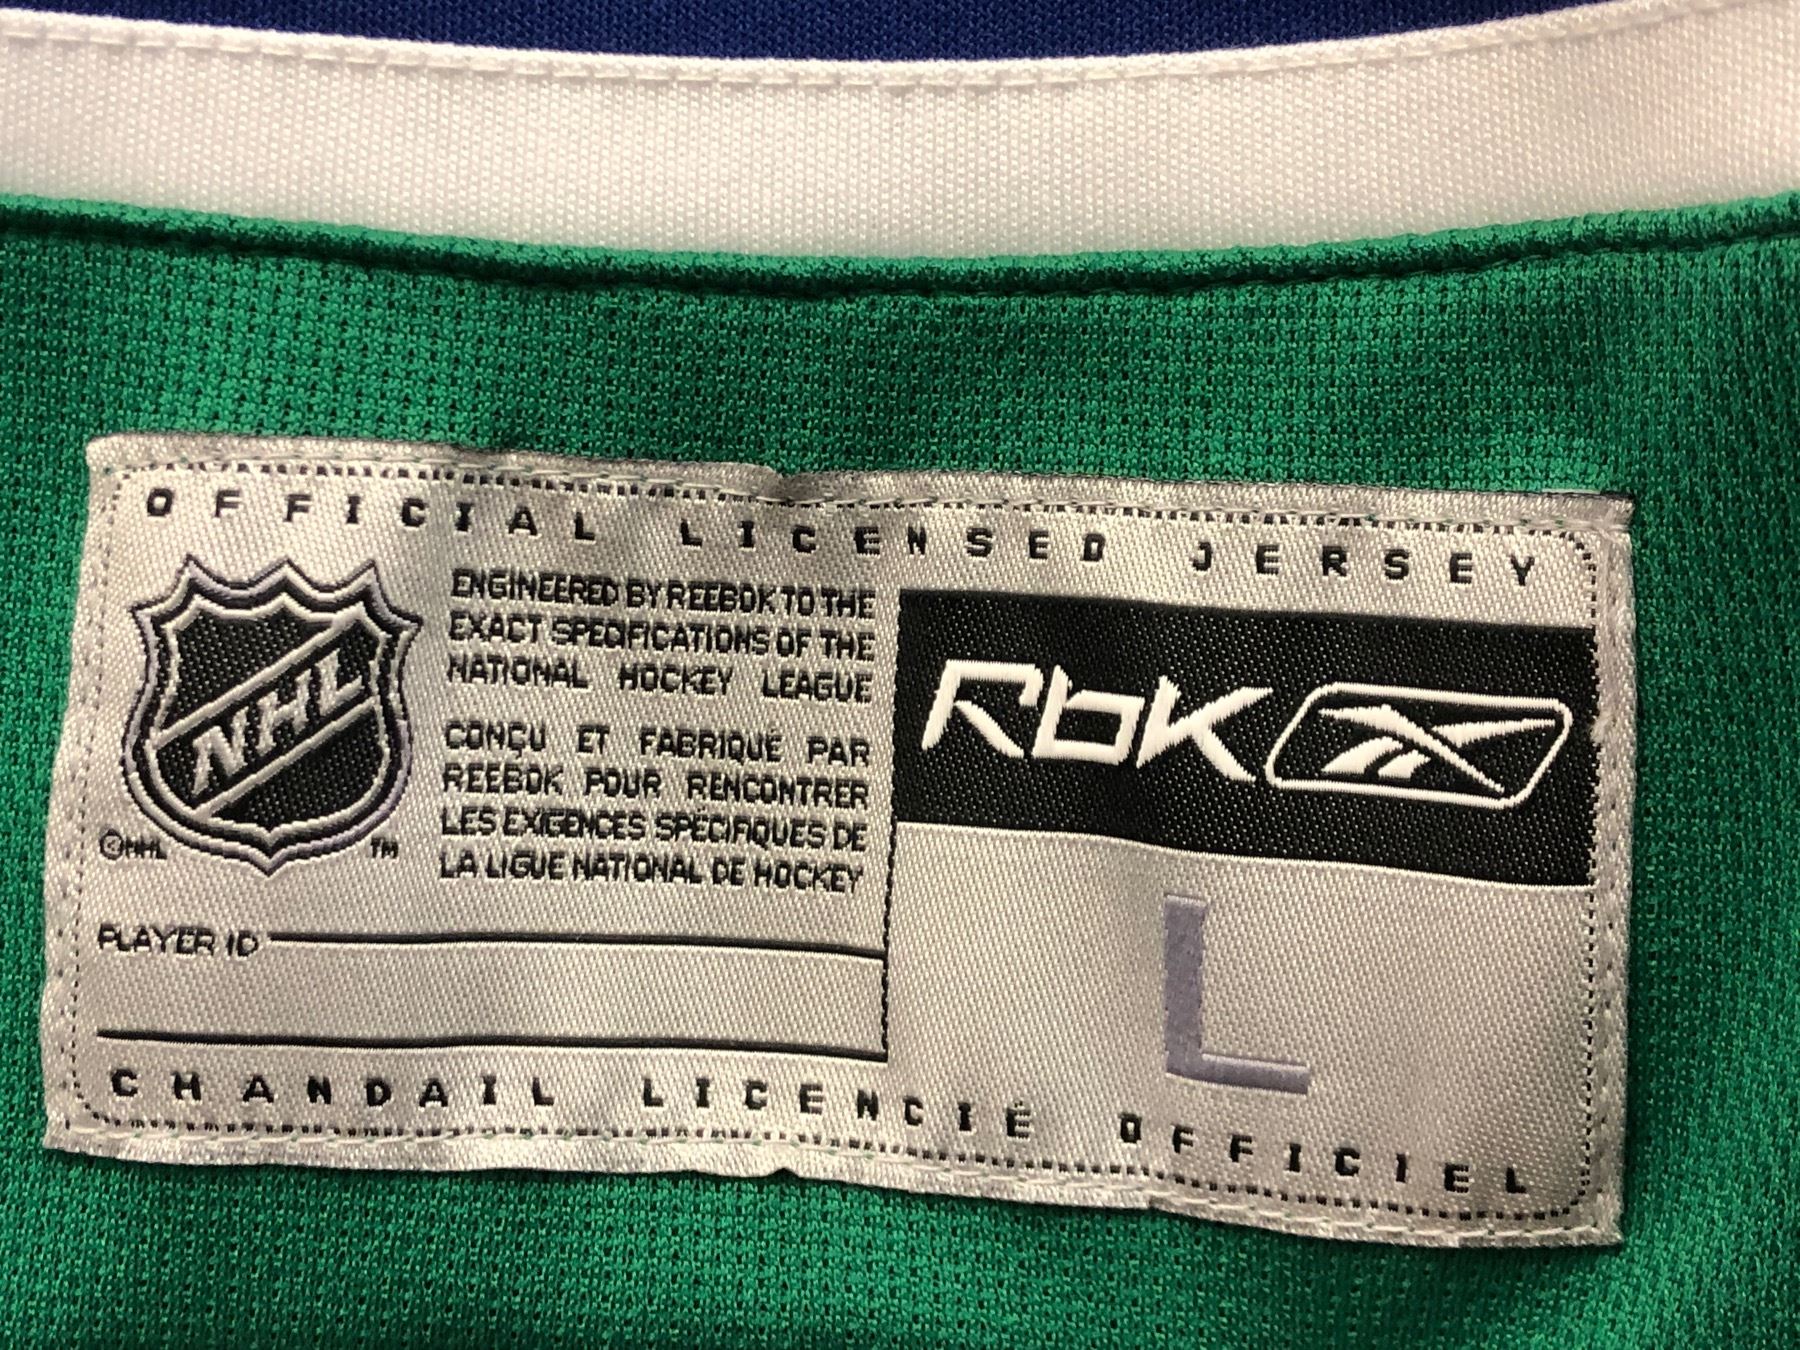 OFFICIAL LICENSED JERSEY
NHL
©NHL
TM
ENGINEERED BY REEBOK TO THE
EXACT SPECIFICATIONS OF THE
NATIONAL HOCKEY LEAGUE
CONÇU ET FABRIQUÉ PAR
REEBOK POUR RENCONTRER
LES EXIGENCES SPÉCIFIQUES DE
LA LIGUE NATIONAL DE HOCKEY
Rbk
L
PLAYER ID
CHANDAIL LICENCIÉ OFFICIEL